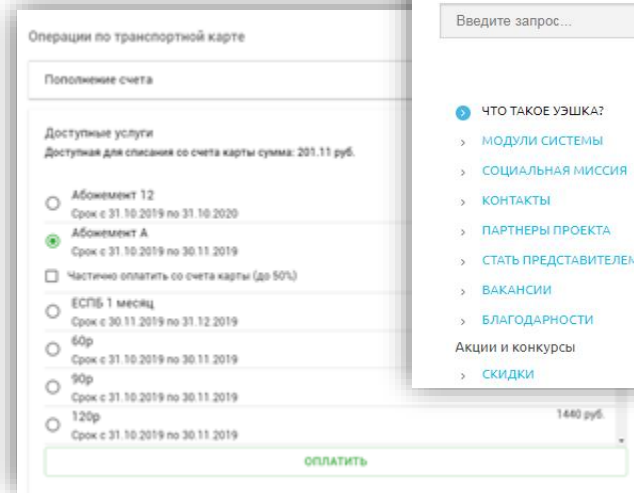 Операции по транспортной карте
Пополнение счета
Доступные услуги
Доступная для списания со счета карты сумма: 201.11 руб.
Абонемент 12
Срок с 31.10.2019 по 31.10.2020
Абонемент А
Срок с 31.10.2019 по 30.11.2019
Частично оплатить со счета карты (до 50%)
ЕСПБ 1 месяц
Срок с 30.11.2019 по 31.12.2019
60р
Срок с 31.10.2019 по 30.11.2019
90р
Срок с 31.10.2019 по 30.11.2019
120р
1440 руб.
Срок с 31.10.2019 по 30.11.2019
ОПЛАТИТЬ
Введите запрос...
ЧТО ТАКОЕ УЭШКА?
МОДУЛИ СИСТЕМЫ
СОЦИАЛЬНАЯ МИССИЯ
КОНТАКТЫ
ПАРТНЕРЫ ПРОЕКТА
СТАТЬ ПРЕДСТАВИТЕЛЕМ
ВАКАНСИИ
БЛАГОДАРНОСТИ
Акции и конкурсы
СКИДКИ